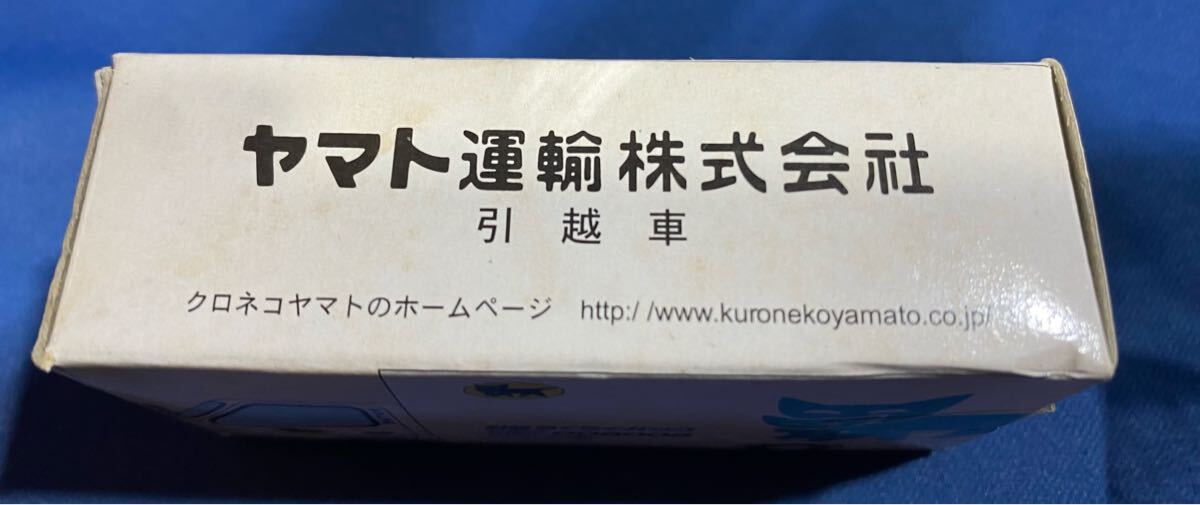 ヤマト運輸株式会社
引越車
クロネコヤマトのホームページ http://www.kuronekoyamato.co.jp/